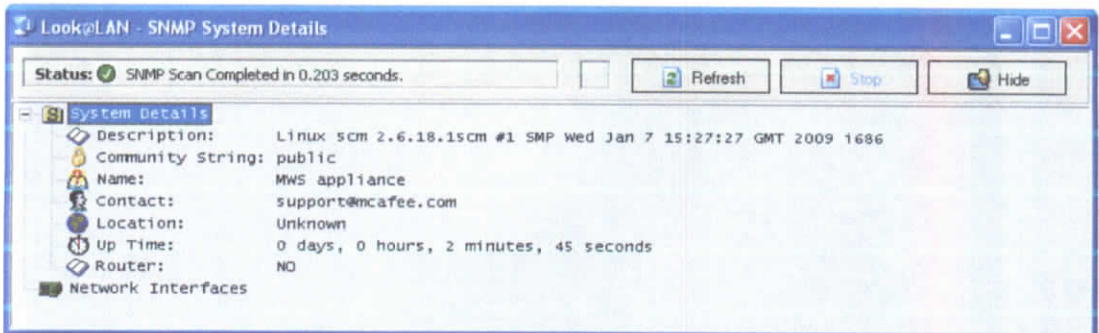 Look@LAN - SNMP System Details
Status: SNMP Scan Completed in 0.203 seconds.
Refresh
Stop
Hide
System Details
Description: Linux scm 2.6.18.1scm #1 SMP Wed Jan 7 15:27:27 GMT 2009 i686
Community String: public
Name: MWS appliance
Contact: support@mcafee.com
Location: Unknown
Up Time: 0 days, 0 hours, 2 minutes, 45 seconds
Router: NO
Network Interfaces